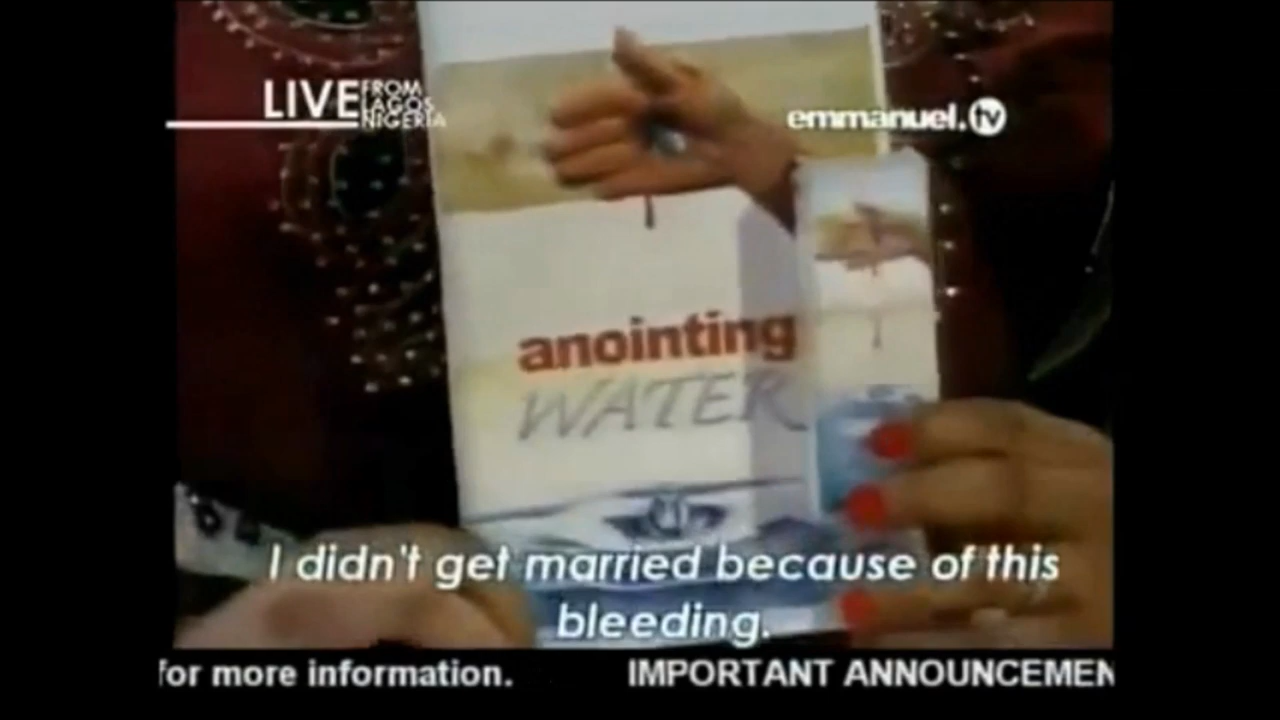 LIVE FROM
LAGOS
NIGERIA
emmanuel.tv
anointing
WATER
I didn't get married because of this
bleeding.
for more information. IMPORTANT ANNOUNCEMEN